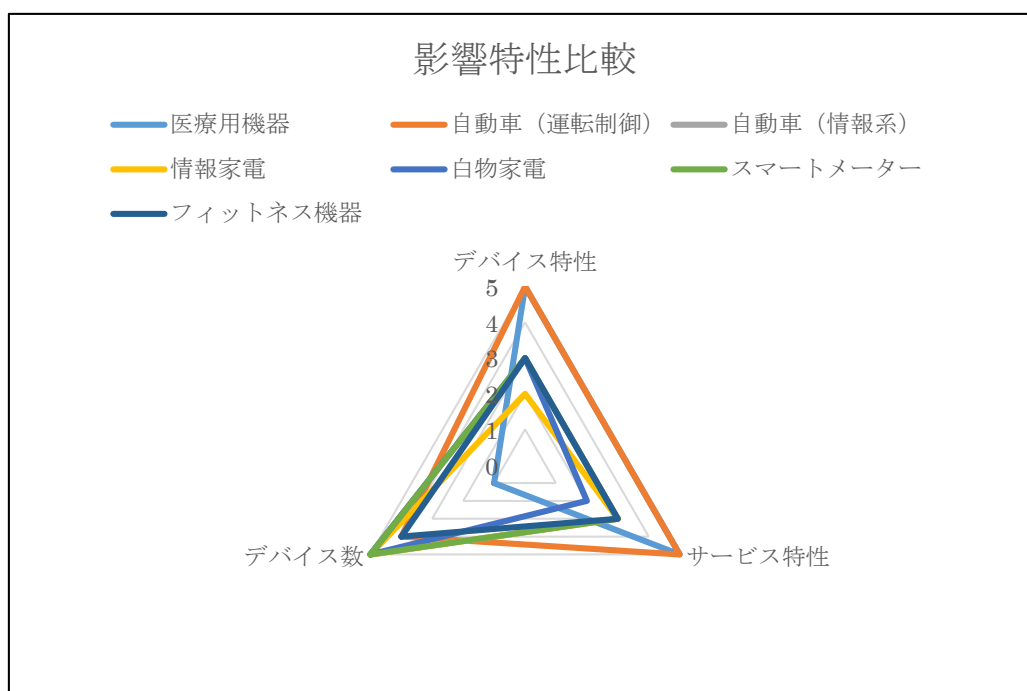 影響特性比較
医療用機器 自動車（運転制御） 自動車（情報系）
情報家電 白物家電 スマートメーター
フィットネス機器
デバイス特性
5
4
3
2
1
0
デバイス数 サービス特性